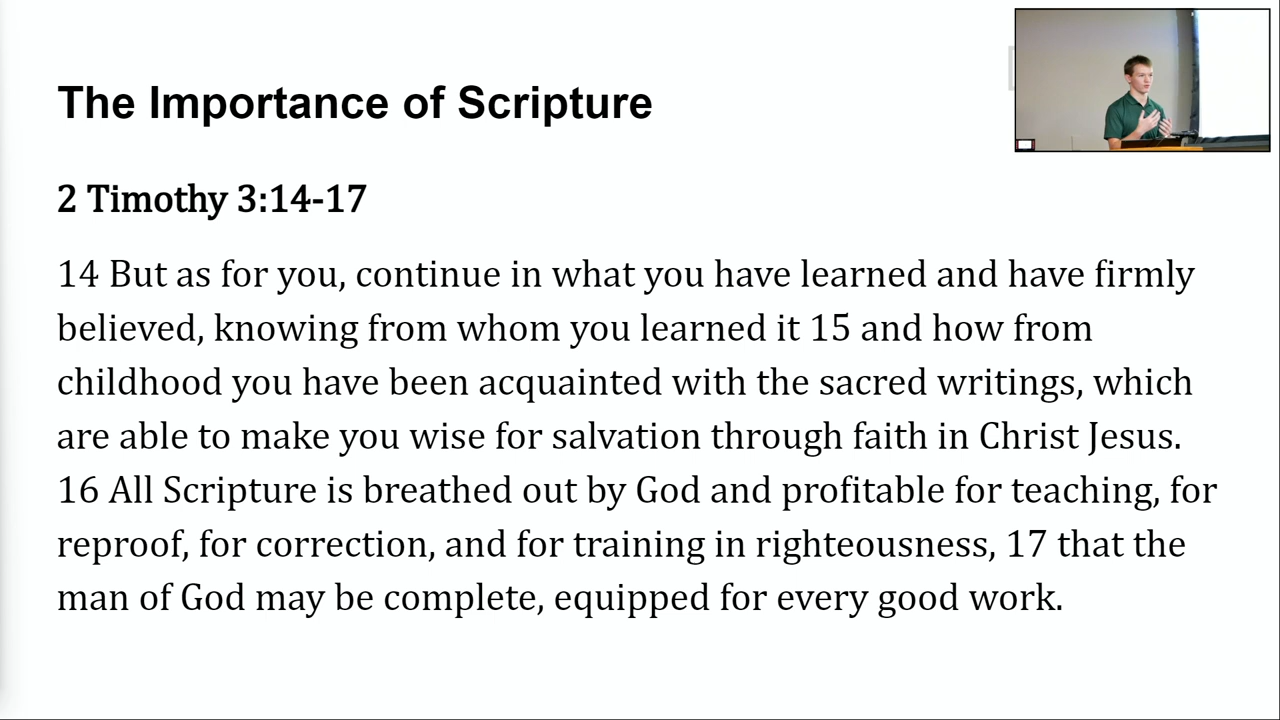 The Importance of Scripture
2 Timothy 3:14-17
14 But as for you, continue in what you have learned and have firmly
believed, knowing from whom you learned it 15 and how from
childhood you have been acquainted with the sacred writings, which
are able to make you wise for salvation through faith in Christ Jesus.
16 All Scripture is breathed out by God and profitable for teaching, for
reproof, for correction, and for training in righteousness, 17 that the
man of God may be complete, equipped for every good work.